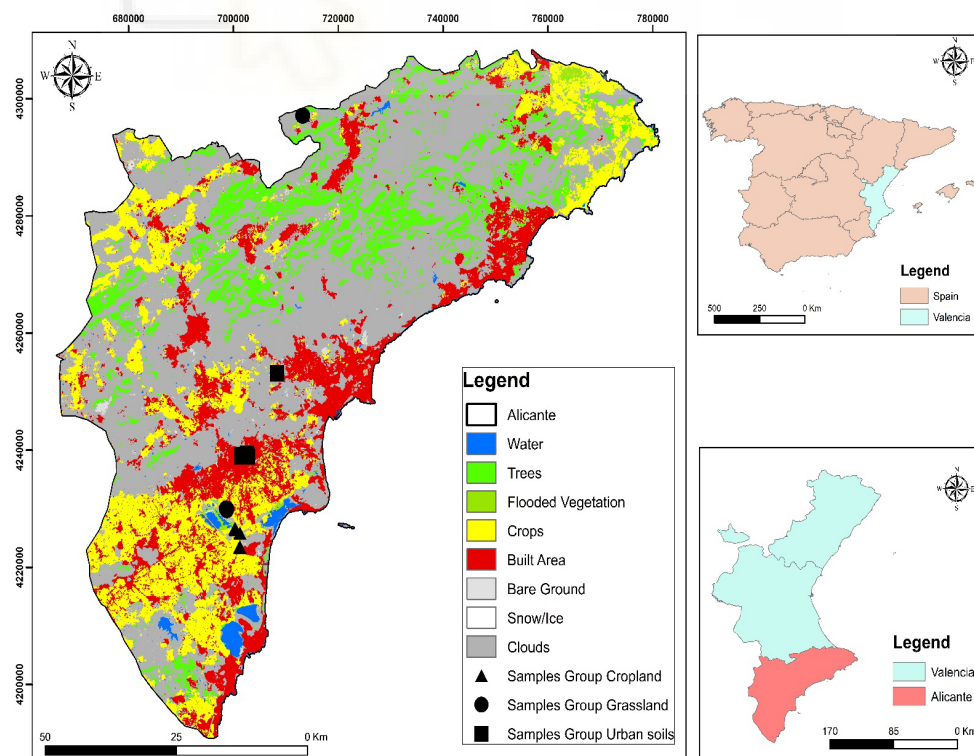 680000 700000 720000 740000 760000 780000
N
W E
S
4300000
4280000
4260000
4240000
4220000
4200000
Legend
Alicante
Water
Trees
Flooded Vegetation
Crops
Built Area
Bare Ground
Snow/Ice
Clouds
Samples Group Cropland
Samples Group Grassland
Samples Group Urban soils
50 25 0 Km
N
W
S
Legend
Spain
Valencia
500 250 0 Km
N
W E
S
Legend
Valencia
Alicante
170 85 0 Km